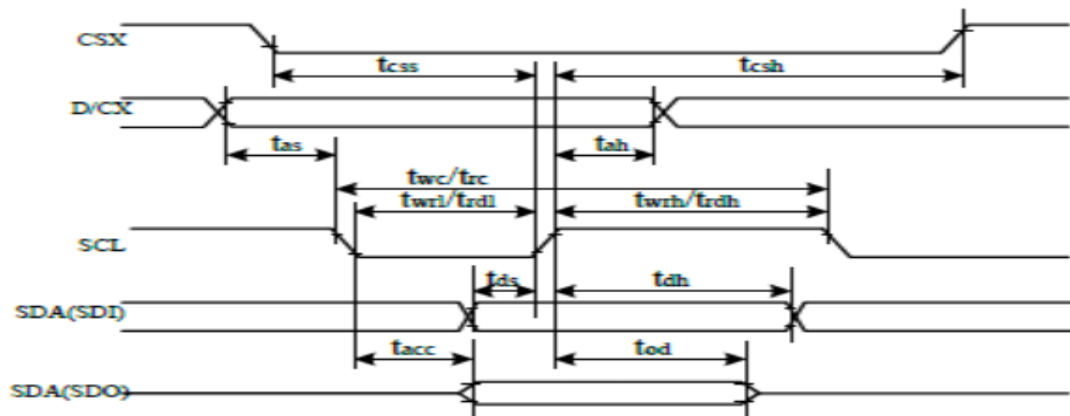 CSX
tcss tcsh
D/CX
tas tah
twc/trc
twrl/trdl twrh/trdh
SCL
tds tdh
SDA(SDI)
tacc tod
SDA(SDO)